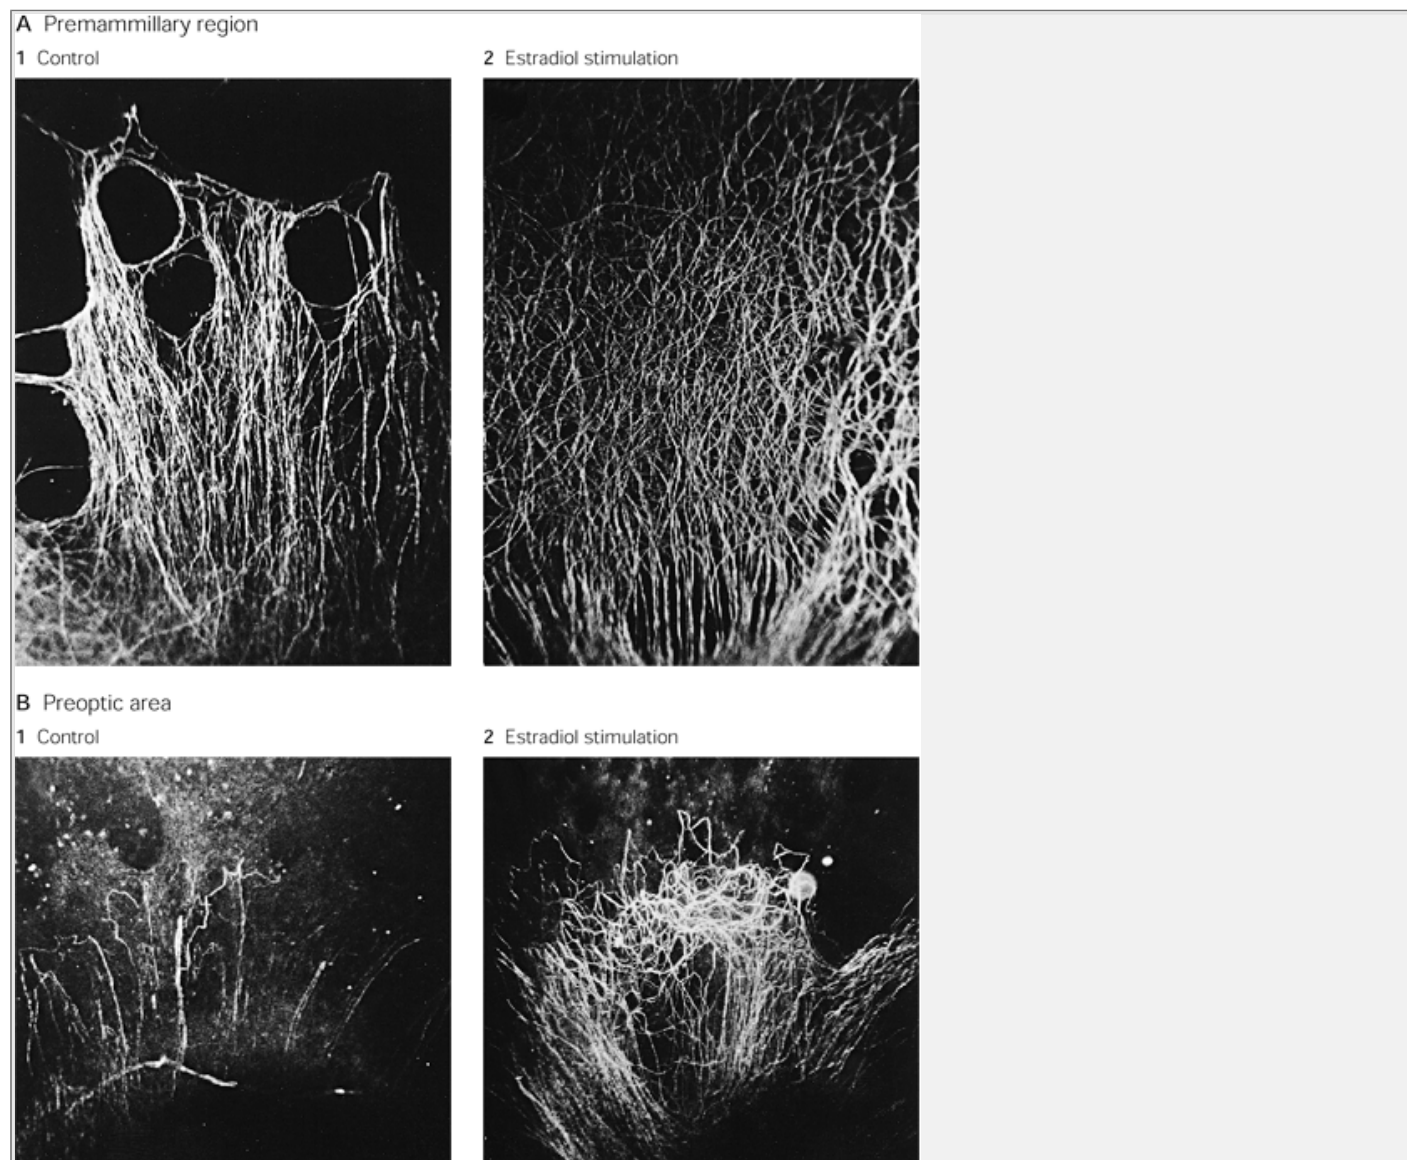 A Premammillary region
1 Control
2 Estradiol stimulation
B Preoptic area
1 Control
2 Estradiol stimulation